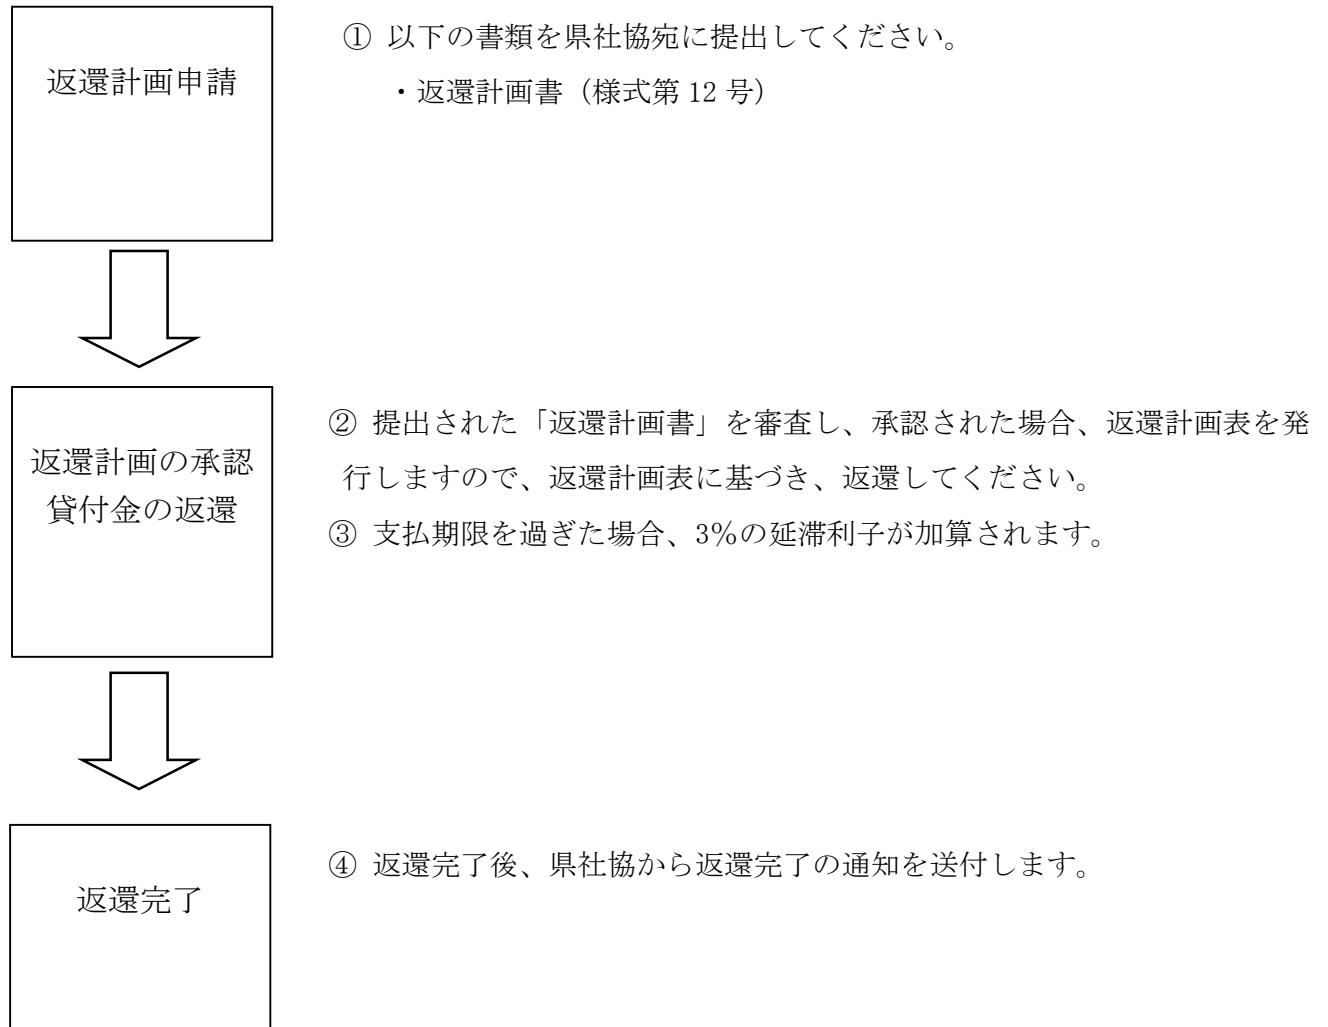 返還計画申請
① 以下の書類を県社協宛に提出してください。
・返還計画書（様式第 12 号）
返還計画の承認
貸付金の返還
② 提出された「返還計画書」を審査し、承認された場合、返還計画表を発
行しますので、返還計画表に基づき、返還してください。
③ 支払期限を過ぎた場合、3％の延滞利子が加算されます。
返還完了
④ 返還完了後、県社協から返還完了の通知を送付します。